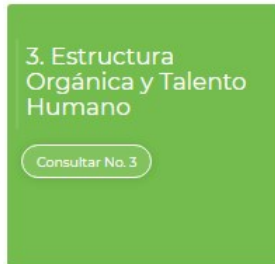 3. Estructura
Orgánica y Talento
Humano
Consultar No. 3